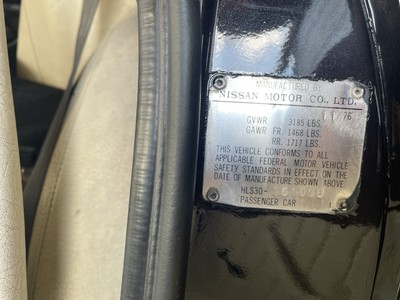 MANUFACTURED BY
NISSAN MOTOR CO., LTD.
76
GVWR 3185 LBS.
GAWR FR. 1468 LBS.
RR. 1717 LBS.
THIS VEHICLE CONFORMS TO ALL
APPLICABLE FEDERAL MOTOR VEHICLE
SAFETY STANDARDS IN EFFECT ON THE
DATE OF MANUFACTURE SHOWN ABOVE
HLS30-
PASSENGER CAR